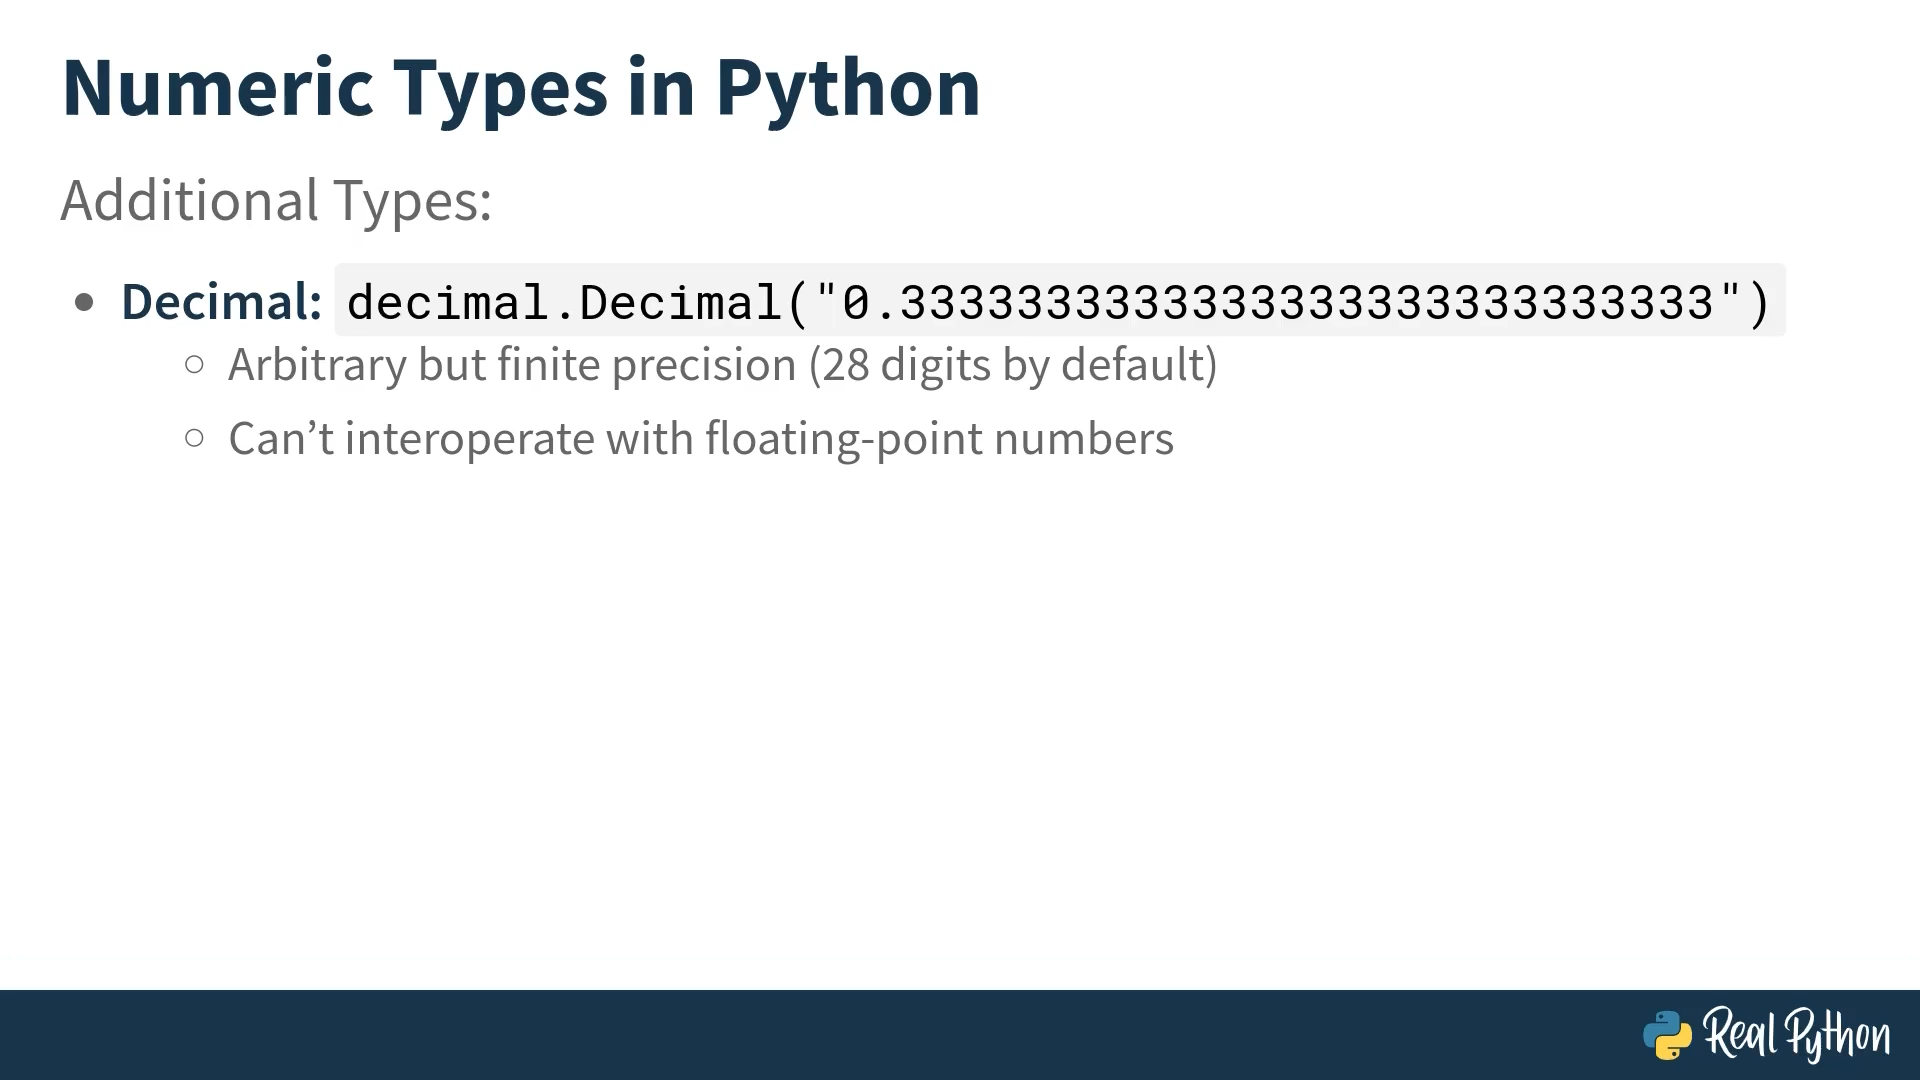 Numeric Types in Python
Additional Types:
• Decimal: decimal.Decimal("0.3333333333333333333333333333")
○ Arbitrary but finite precision (28 digits by default)
○ Can’t interoperate with floating-point numbers
Real Python